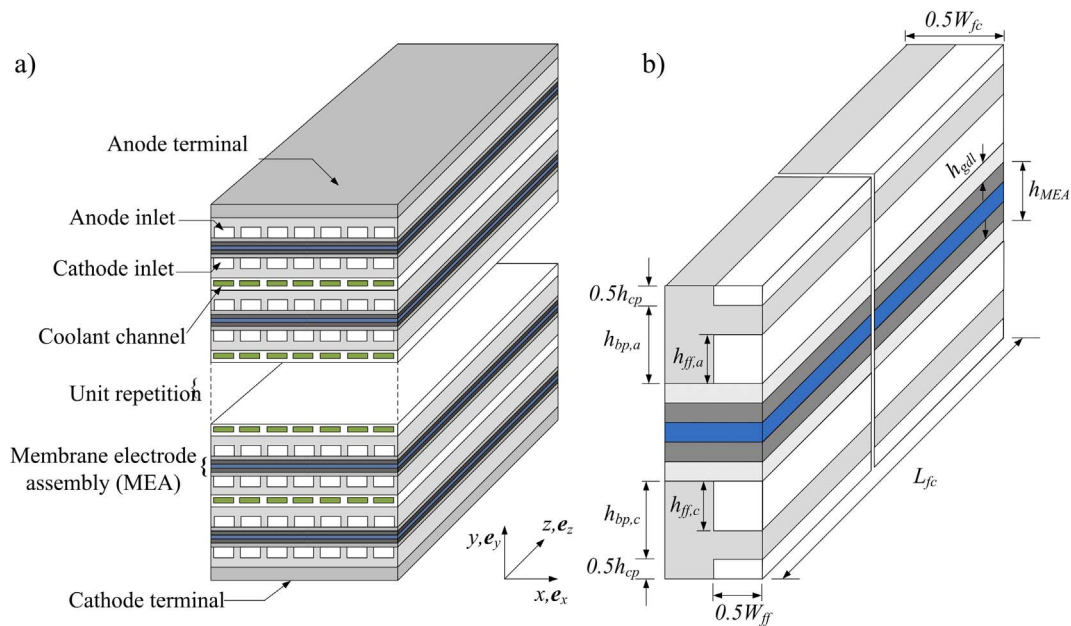 a)
Anode terminal
Anode inlet
Cathode inlet
Coolant channel
Unit repetition{
Membrane electrode {
assembly (MEA)
Cathode terminal
y,e_y
z,e_z
x,e_x
b)
0.5W_fc
h_gdl
h_MEA
0.5h_cp
h_bp,a
h_ff,a
L_fc
h_bp,c
h_ff,c
0.5h_cp
0.5W_ff